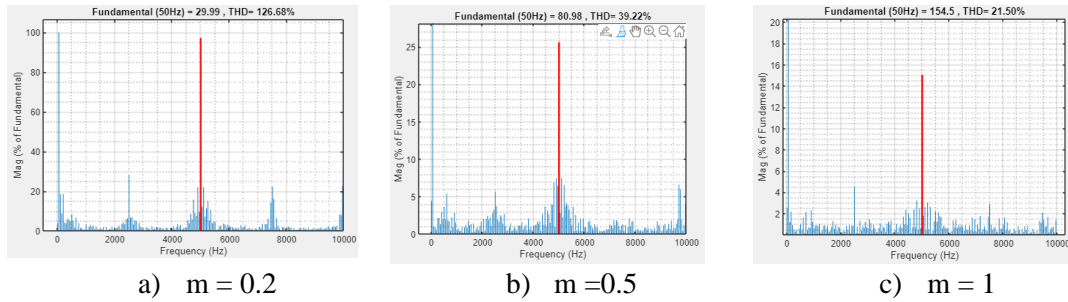 Fundamental (50Hz) = 29.99 , THD= 126.68%
Mag (% of Fundamental)
100
80
60
40
20
0
0 2000 4000 6000 8000 10000
Frequency (Hz)
a) m = 0.2
Fundamental (50Hz) = 80.98 , THD= 39.22%
Mag (% of Fundamental)
25
20
15
10
5
0
0 2000 4000 6000 8000 10000
Frequency (Hz)
b) m =0.5
Fundamental (50Hz) = 154.5 , THD= 21.50%
Mag (% of Fundamental)
20
18
16
14
12
10
8
6
4
2
0 2000 4000 6000 8000 10000
Frequency (Hz)
c) m = 1